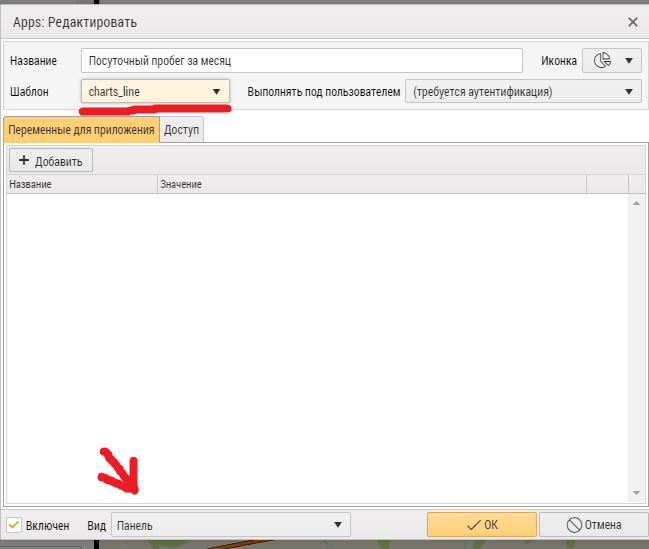 Apps: Редактировать
Название Посуточный пробег за месяц Иконка
Шаблон charts_line Выполнять под пользователем (требуется аутентификация)
Переменные для приложения Доступ
+ Добавить
Название Значение
Включен Вид Панель ОК Отмена